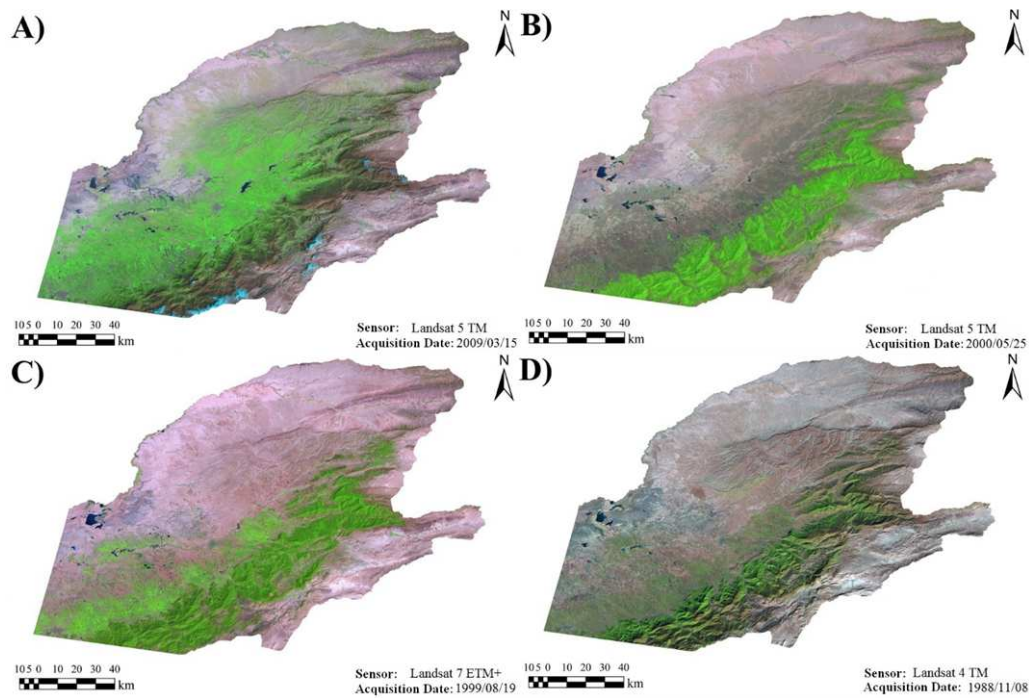 A)
N
10 5 0 10 20 30 40
km
Sensor: Landsat 5 TM
Acquisition Date: 2009/03/15
B)
N
10 5 0 10 20 30 40
km
Sensor: Landsat 5 TM
Acquisition Date: 2000/05/25
C)
N
10 5 0 10 20 30 40
km
Sensor: Landsat 7 ETM+
Acquisition Date: 1999/08/19
D)
N
10 5 0 10 20 30 40
km
Sensor: Landsat 4 TM
Acquisition Date: 1988/11/08